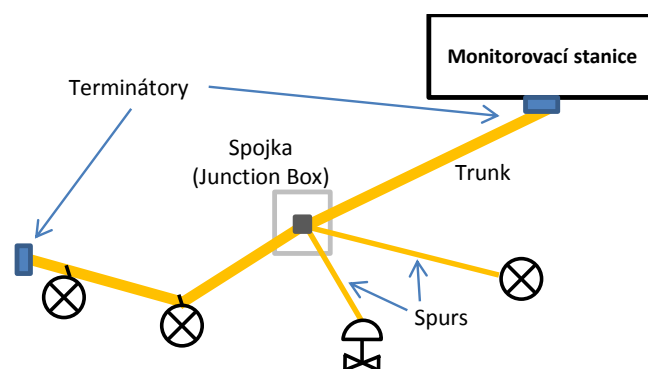 Monitorovací stanice
Terminátory
Spojka
(Junction Box)
Trunk
Spurs